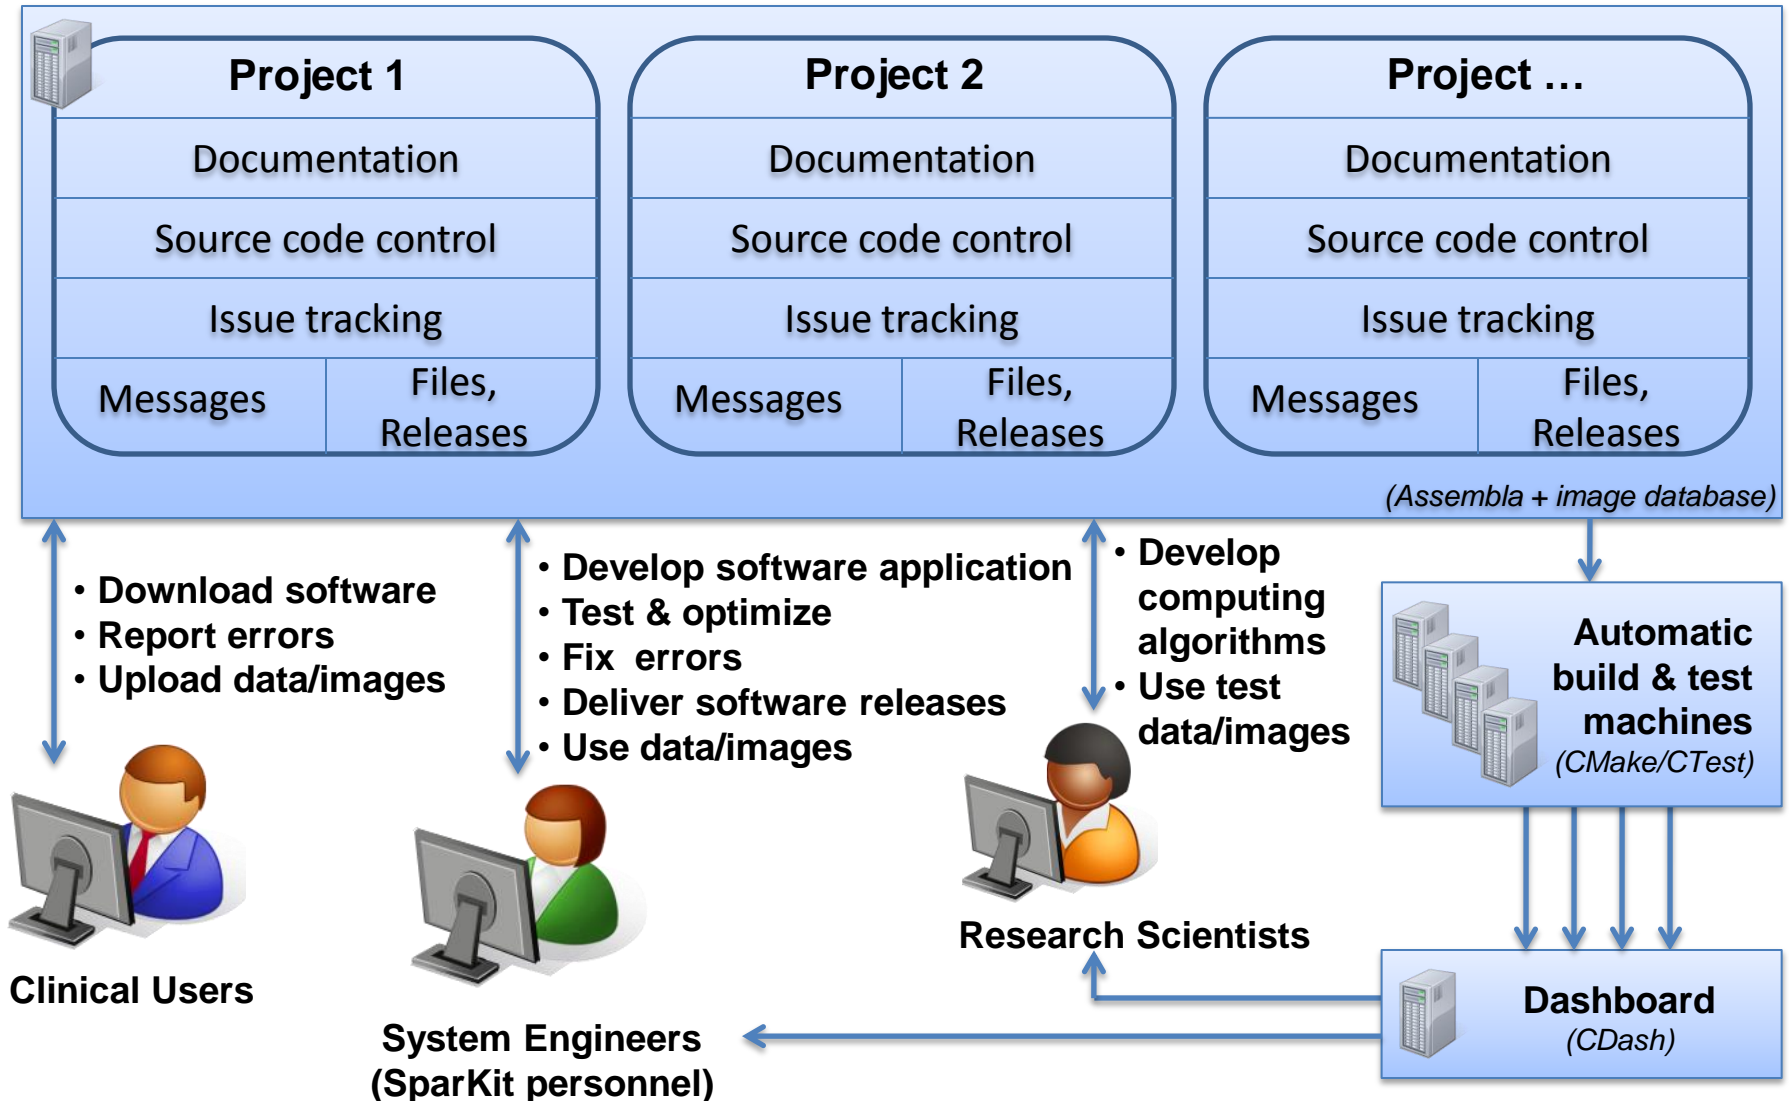 Project 1
Documentation
Source code control
Issue tracking
Messages
Files,
Releases
Project 2
Documentation
Source code control
Issue tracking
Messages
Files,
Releases
Project ...
Documentation
Source code control
Issue tracking
Messages
Files,
Releases
(Assembla + image database)
• Download software
• Report errors
• Upload data/images
• Develop software application
• Test & optimize
• Fix  errors
• Deliver software releases
• Use data/images
• Develop
computing
algorithms
• Use test
data/images
Automatic
build & test
machines
(CMake/CTest)
Clinical Users
System Engineers
(SparKit personnel)
Research Scientists
Dashboard
(CDash)